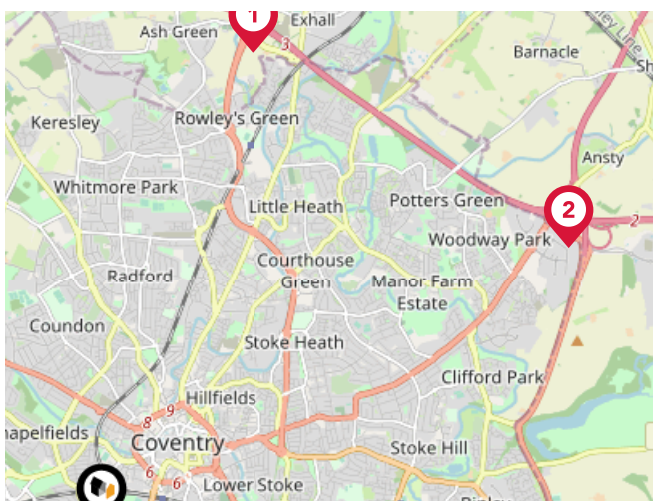 1
Exhall
Ash Green
3
Barnacle
Keresley
Rowley's Green
Ansty
Whitmore Park
Potters Green
Little Heath
2
2
Woodway Park
Courthouse
Green
Radford
Manor Farm
Estate
Coundon
Stoke Heath
Clifford Park
Hillfields
9
8
hapelfields
Coventry
Stoke Hill
6
6
Lower Stoke